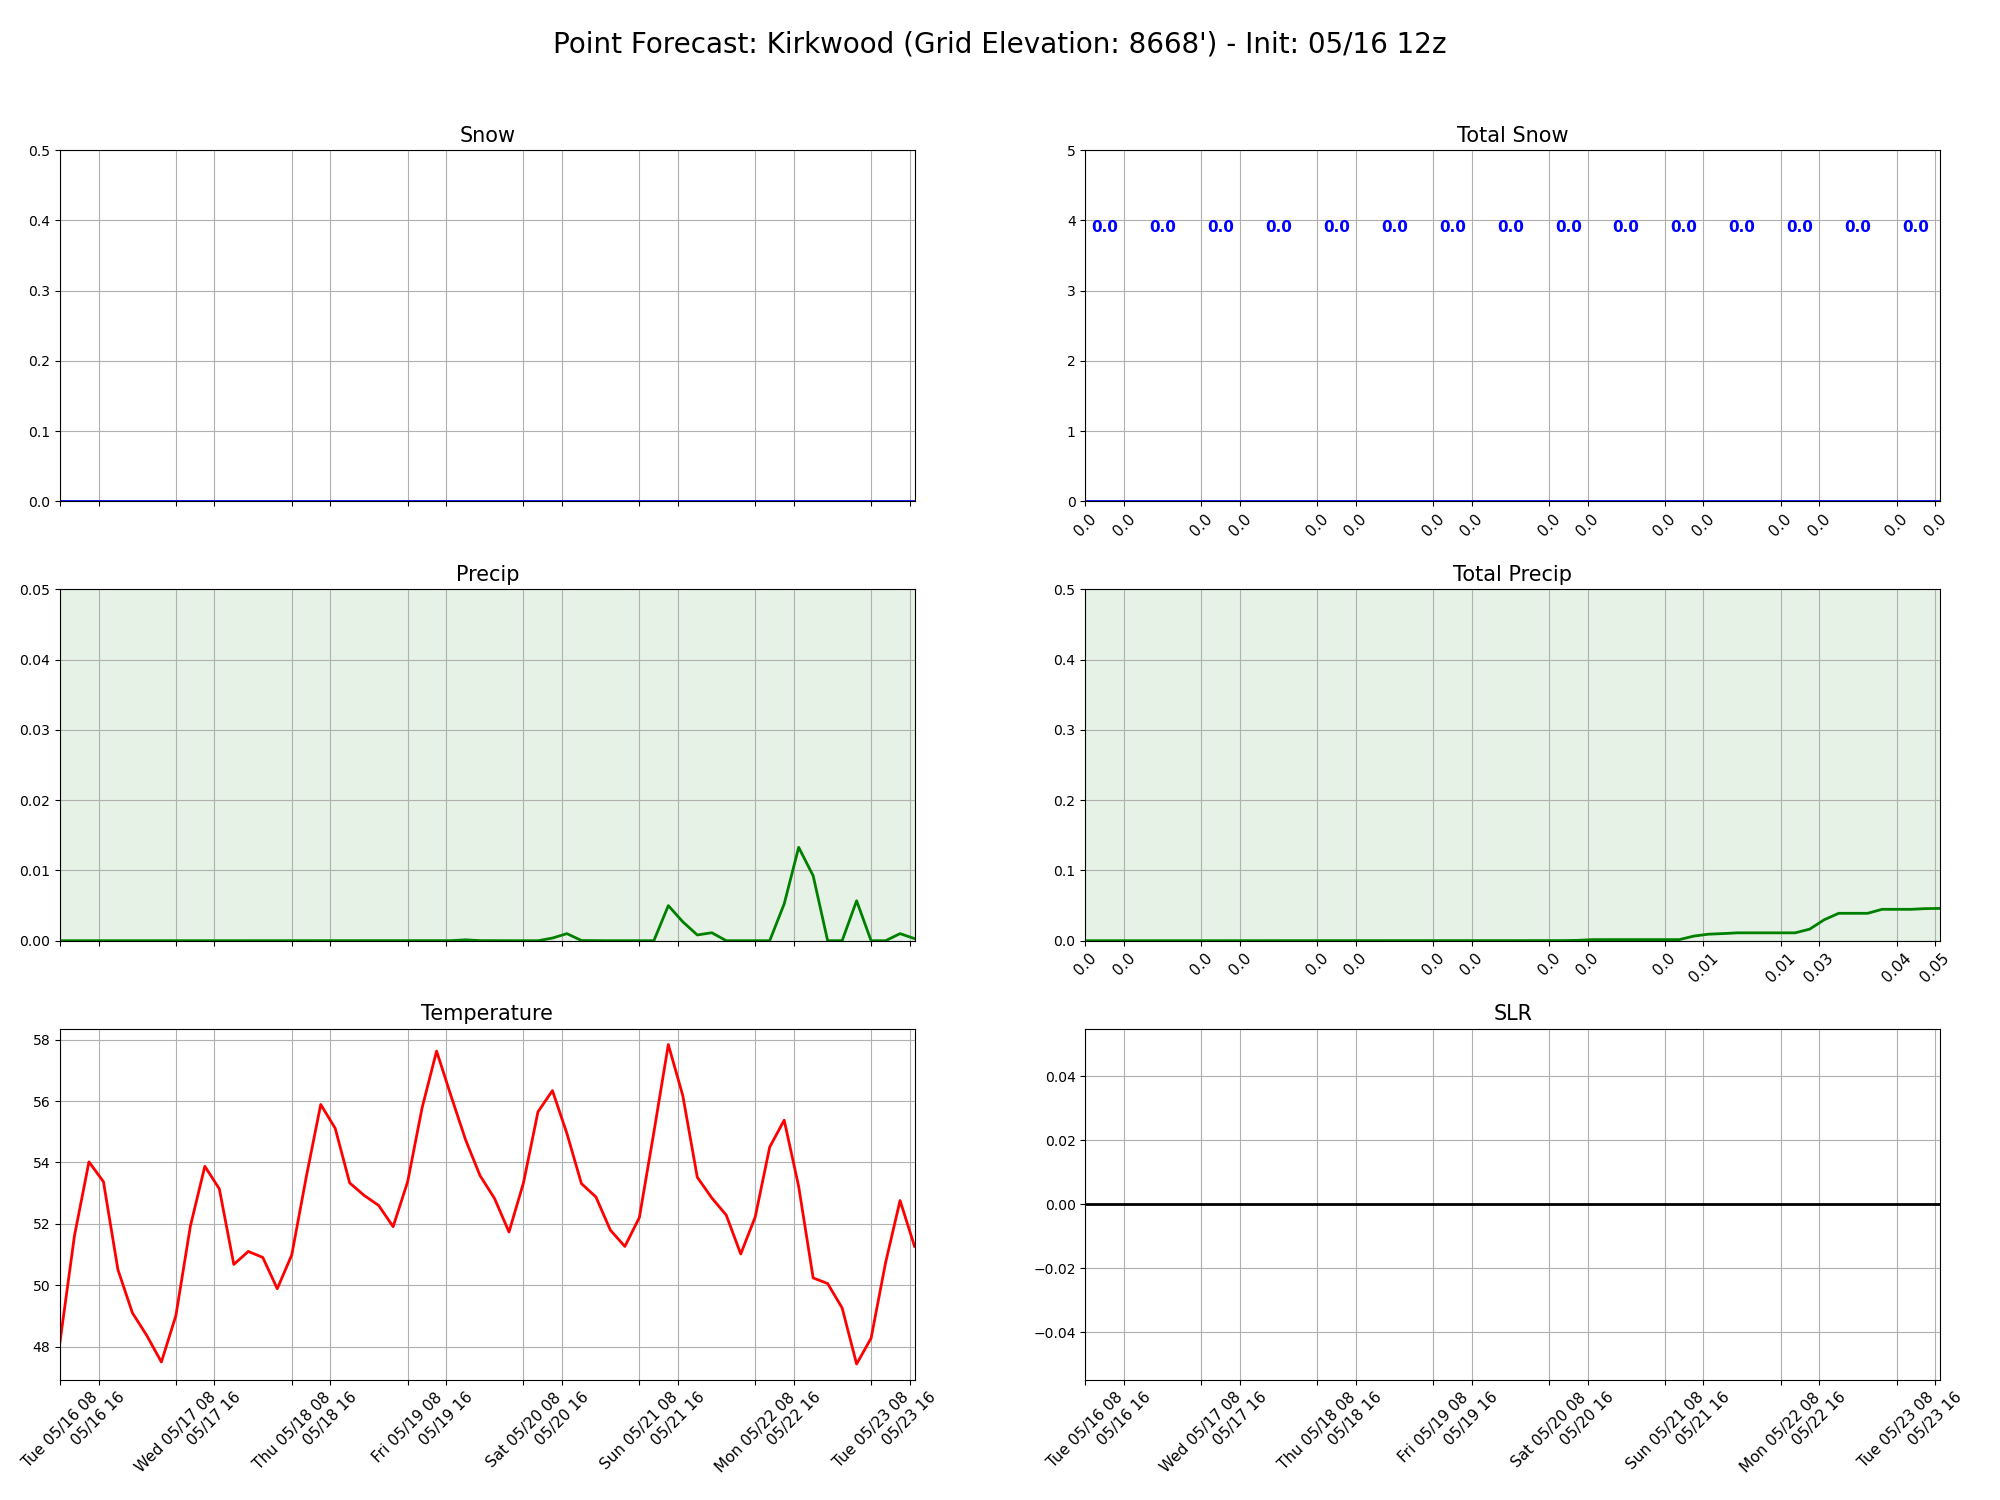 Point Forecast: Kirkwood (Grid Elevation: 8668') - Init: 05/16 12z
Snow
0.5
0.4
0.3
0.2
0.1
0.0
Total Snow
5
4
3
2
1
0
0.0 0.0 0.0 0.0 0.0 0.0 0.0 0.0 0.0 0.0 0.0 0.0 0.0 0.0 0.0
0.0 0.0 0.0 0.0 0.0 0.0 0.0 0.0 0.0 0.0 0.0 0.0 0.0 0.0 0.0 0.0
Precip
0.05
0.04
0.03
0.02
0.01
0.00
Total Precip
0.5
0.4
0.3
0.2
0.1
0.0
0.0 0.0 0.0 0.0 0.0 0.0 0.0 0.0 0.0 0.0 0.0 0.01 0.01 0.03 0.04 0.05
Temperature
58
56
54
52
50
48
Tue 05/16 08
05/16 16
Wed 05/17 08
05/17 16
Thu 05/18 08
05/18 16
Fri 05/19 08
05/19 16
Sat 05/20 08
05/20 16
Sun 05/21 08
05/21 16
Mon 05/22 08
05/22 16
Tue 05/23 08
05/23 16
SLR
0.04
0.02
0.00
−0.02
−0.04
Tue 05/16 08
05/16 16
Wed 05/17 08
05/17 16
Thu 05/18 08
05/18 16
Fri 05/19 08
05/19 16
Sat 05/20 08
05/20 16
Sun 05/21 08
05/21 16
Mon 05/22 08
05/22 16
Tue 05/23 08
05/23 16